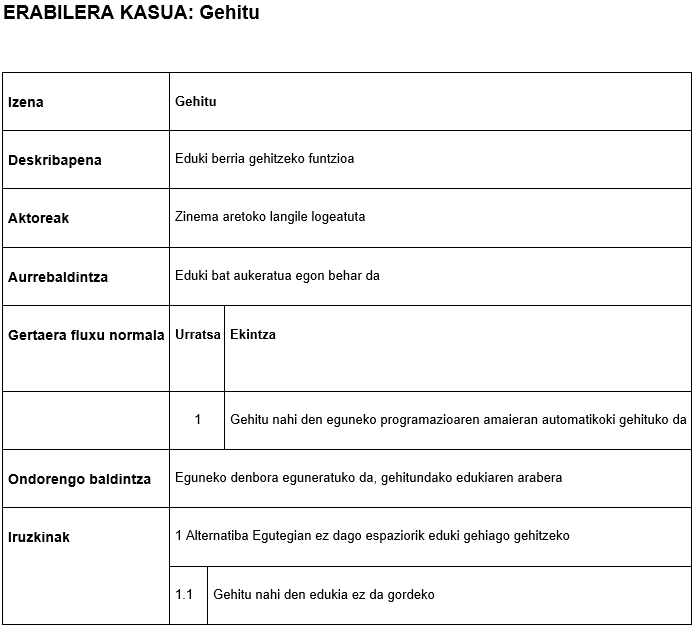 ERABILERA KASUA: Gehitu
Izena Gehitu
Deskribapena Eduki berria gehitzeko funtzioa
Aktoreak Zinema aretoko langile logeatuta
Aurrebaldintza Eduki bat aukeratua egon behar da
Gertaera fluxu normala Urratsa Ekintza
1 Gehitu nahi den eguneko programazioaren amaieran automatikoki gehituko da
Ondorengo baldintza Eguneko denbora eguneratuko da, gehitundako edukiaren arabera
Iruzkinak 1 Alternatiba Egutegian ez dago espaziorik eduki gehiago gehitzeko
1.1 Gehitu nahi den edukia ez da gordeko